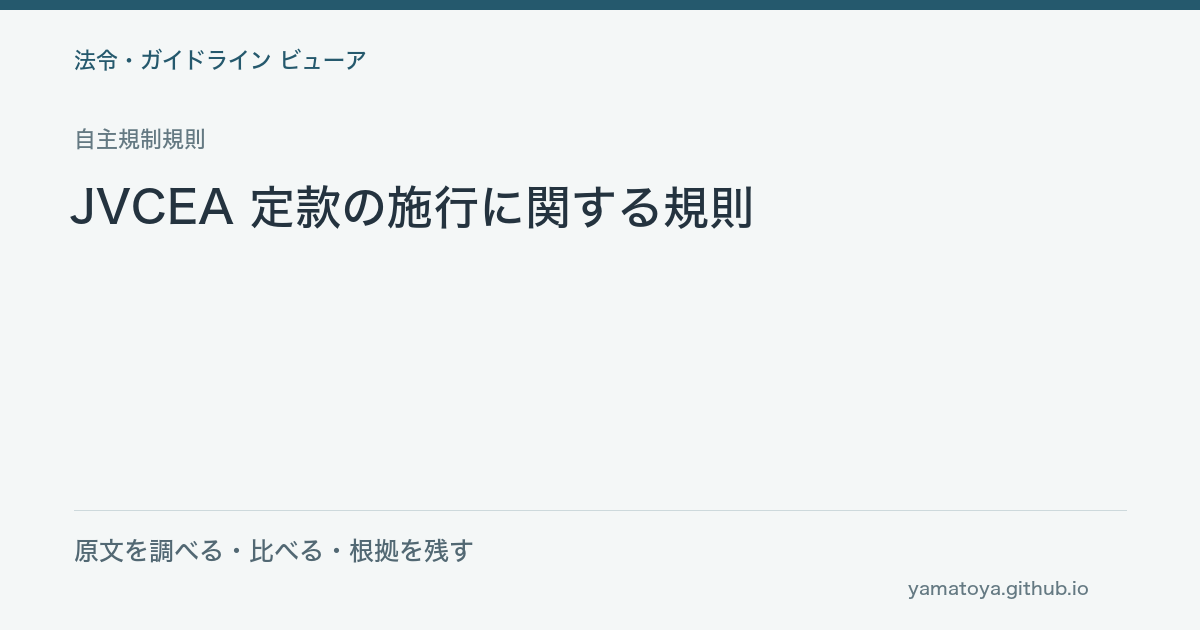 法令・ガイドライン ビューア
自主規制規則
JVCEA 定款の施行に関する規則
原文を調べる・比べる・根拠を残す
yamatoya.github.io